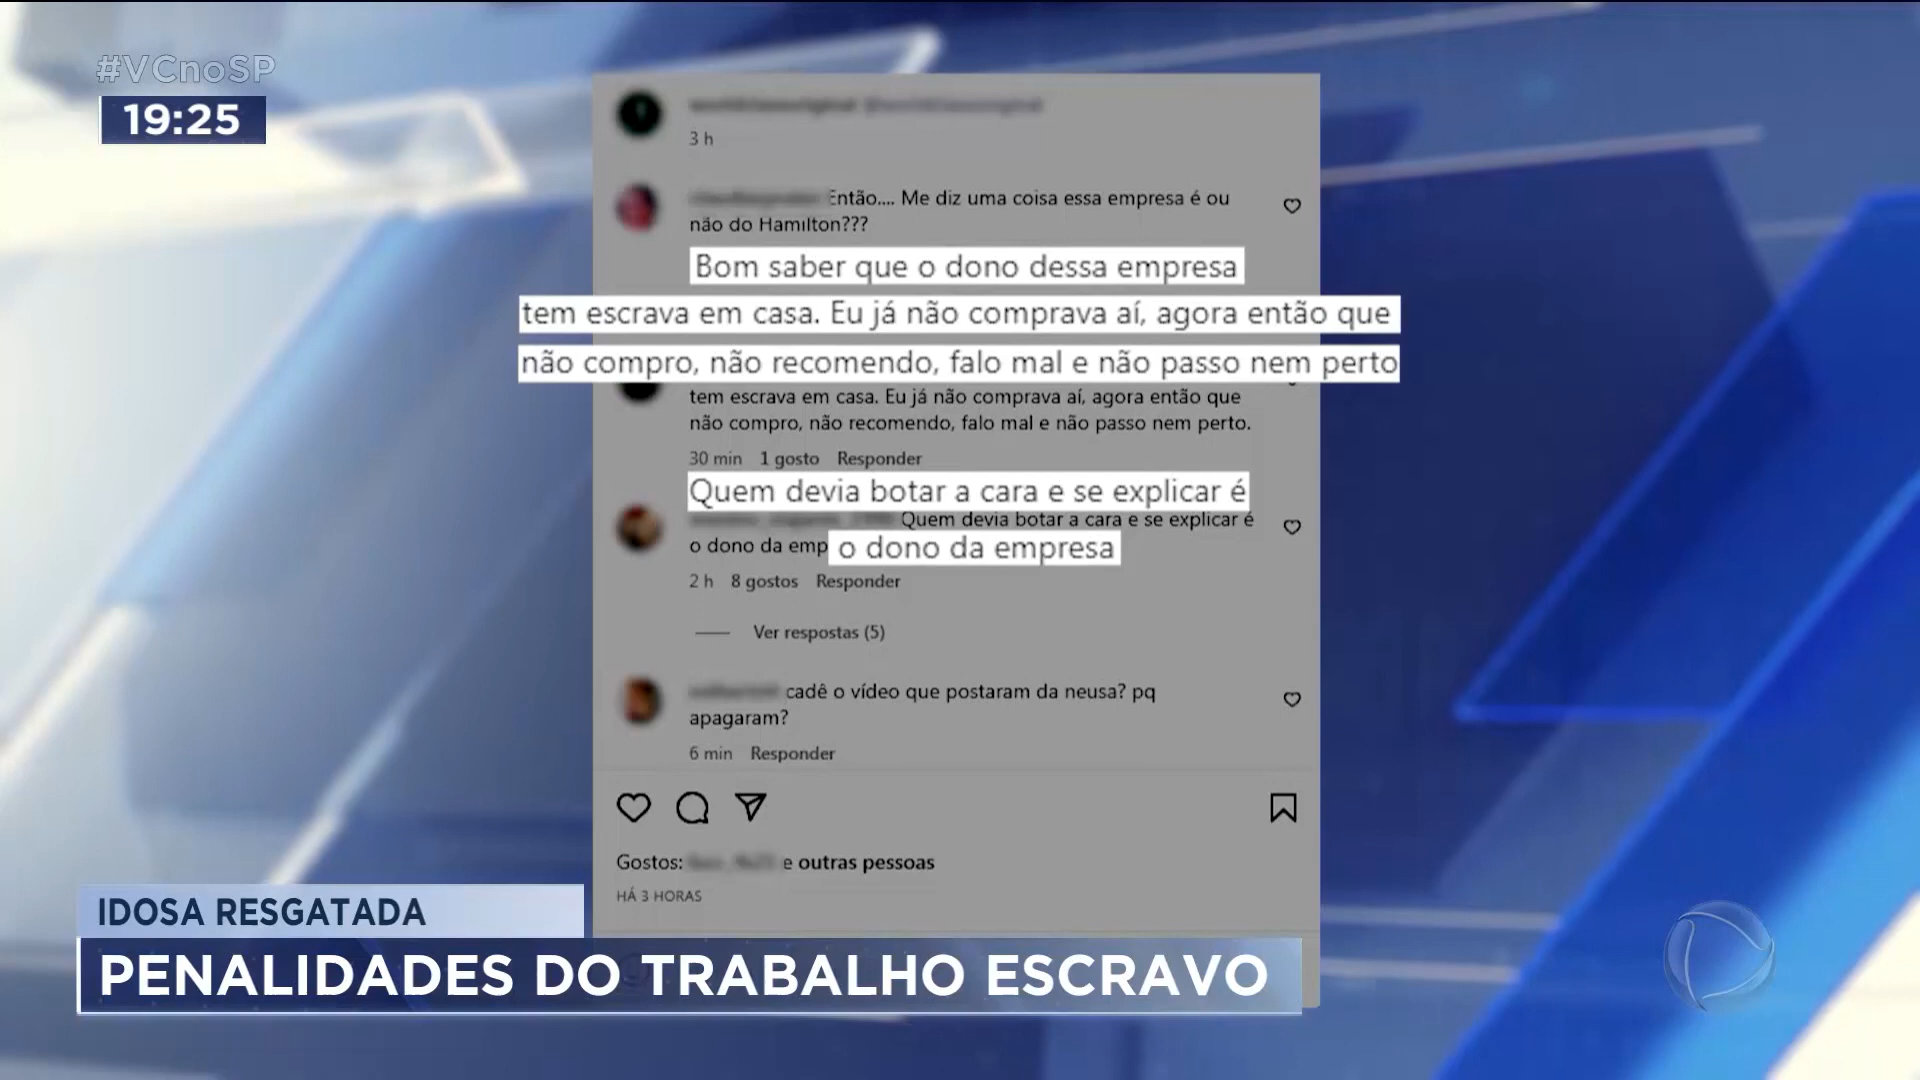 #VCnoSP
19:25
3 h
Então.... Me diz uma coisa essa empresa é ou
não do Hamilton???
Bom saber que o dono dessa empresa
tem escrava em casa. Eu já não comprava aí, agora então que
não compro, não recomendo, falo mal e não passo nem perto
tem escrava em casa. Eu já não comprava aí, agora então que
não compro, não recomendo, falo mal e não passo nem perto.
30 min 1 gosto Responder
Quem devia botar a cara e se explicar é
Quem devia botar a cara e se explicar é
o dono da emp
o dono da empresa
2 h 8 gostos Responder
Ver respostas (5)
cadê o vídeo que postaram da neusa? pq
apagaram?
6 min Responder
Gostos: e outras pessoas
HÁ 3 HORAS
IDOSA RESGATADA
PENALIDADES DO TRABALHO ESCRAVO